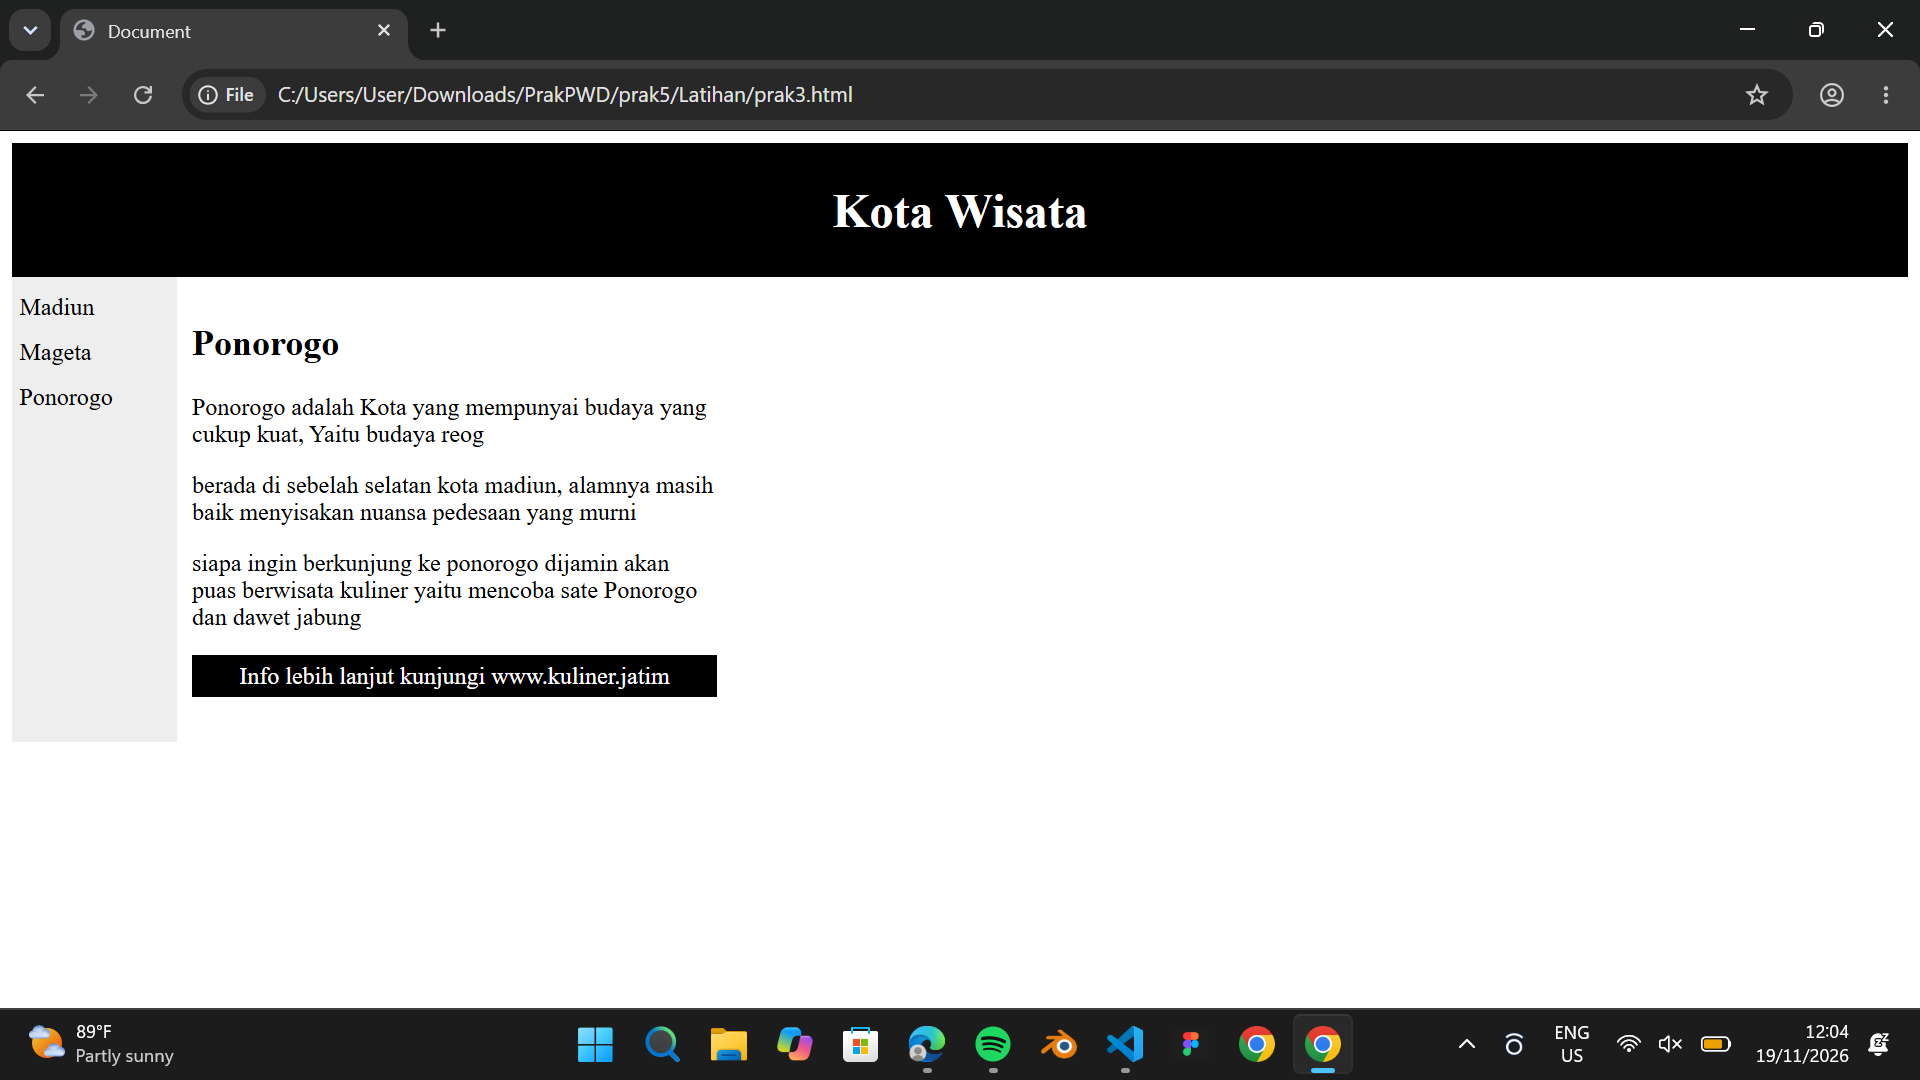 Document
File
C:/Users/User/Downloads/PrakPWD/prak5/Latihan/prak3.html
Kota Wisata
Madiun
Mageta
Ponorogo
Ponorogo
Ponorogo adalah Kota yang mempunyai budaya yang
cukup kuat, Yaitu budaya reog
berada di sebelah selatan kota madiun, alamnya masih
baik menyisakan nuansa pedesaan yang murni
siapa ingin berkunjung ke ponorogo dijamin akan
puas berwisata kuliner yaitu mencoba sate Ponorogo
dan dawet jabung
Info lebih lanjut kunjungi www.kuliner.jatim
89°F
Partly sunny
ENG
US
12:04
19/11/2026